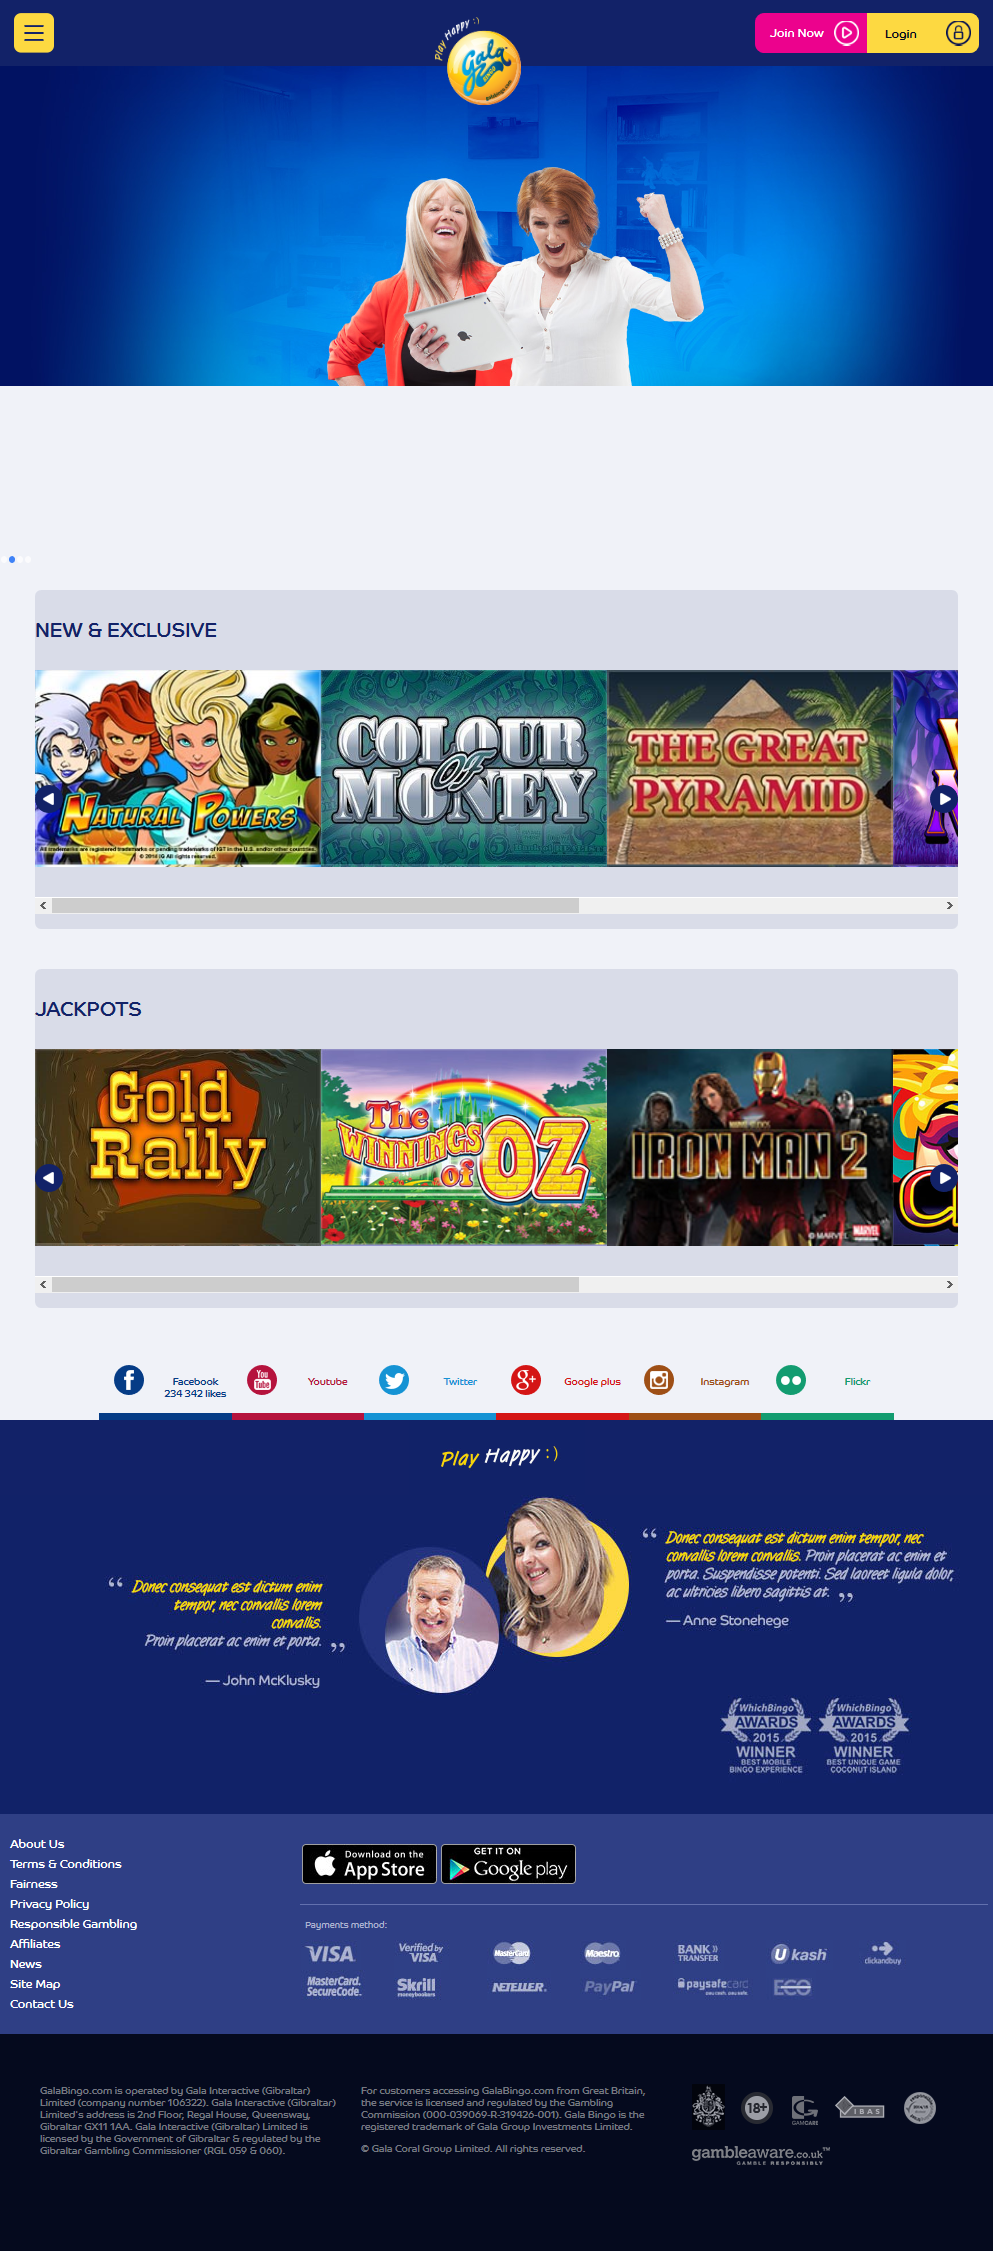 Play Happy :)
Gala
BINGO
galabingo.com
Join Now
Login
NEW & EXCLUSIVE
NATURAL POWERS
All trademarks are registered trademarks or pending trademarks of IGT in the U.S. and/or other countries.
© 2014 IG All rights reserved.
COLOUR
OF
MONEY
THE GREAT
PYRAMID
JACKPOTS
Gold
Rally
The
WINNINGS
of OZ
IRON MAN 2
© MARVEL
MARVEL
Facebook
234 342 likes
You
Tube
Youtube
Twitter
g+
Google plus
Instagram
Flickr
Play Happy :)
“ Donec consequat est dictum enim
tempor, nec convallis lorem
convallis.
Proin placerat ac enim et porta. ”
— John McKlusky
“ Donec consequat est dictum enim tempor, nec
convallis lorem convallis. Proin placerat ac enim et
porta. Suspendisse potenti. Sed laoreet ligula dolor,
ac ultricies libero sagittis at. ”
— Anne Stonehege
WhichBingo
AWARDS
2015
WINNER
BEST MOBILE
BINGO EXPERIENCE
WhichBingo
AWARDS
2015
WINNER
BEST UNIQUE GAME
COCONUT ISLAND
About Us
Terms & Conditions
Fairness
Privacy Policy
Responsible Gambling
Affiliates
News
Site Map
Contact Us
Download on the
App Store
GET IT ON
Google play
Payments method:
VISA
Verified by
VISA
MasterCard
Maestro
BANK
TRANSFER
Ukash
clickandbuy
MasterCard.
SecureCode.
Skrill
moneybookers
NETELLER.
PayPal
paysafecard
pay cash. pay safe.
ECO
GalaBingo.com is operated by Gala Interactive (Gibraltar)
Limited (company number 106322). Gala Interactive (Gibraltar)
Limited's address is 2nd Floor, Regal House, Queensway,
Gibraltar GX11 1AA. Gala Interactive (Gibraltar) Limited is
licensed by the Government of Gibraltar & regulated by the
Gibraltar Gambling Commissioner (RGL 059 & 060).
For customers accessing GalaBingo.com from Great Britain,
the service is licensed and regulated by the Gambling
Commission (000-039069-R-319426-001). Gala Bingo is the
registered trademark of Gala Group Investments Limited.
© Gala Coral Group Limited. All rights reserved.
18+
GAMCARE
IBAS
gambleaware.co.uk™
GAMBLE RESPONSIBLY